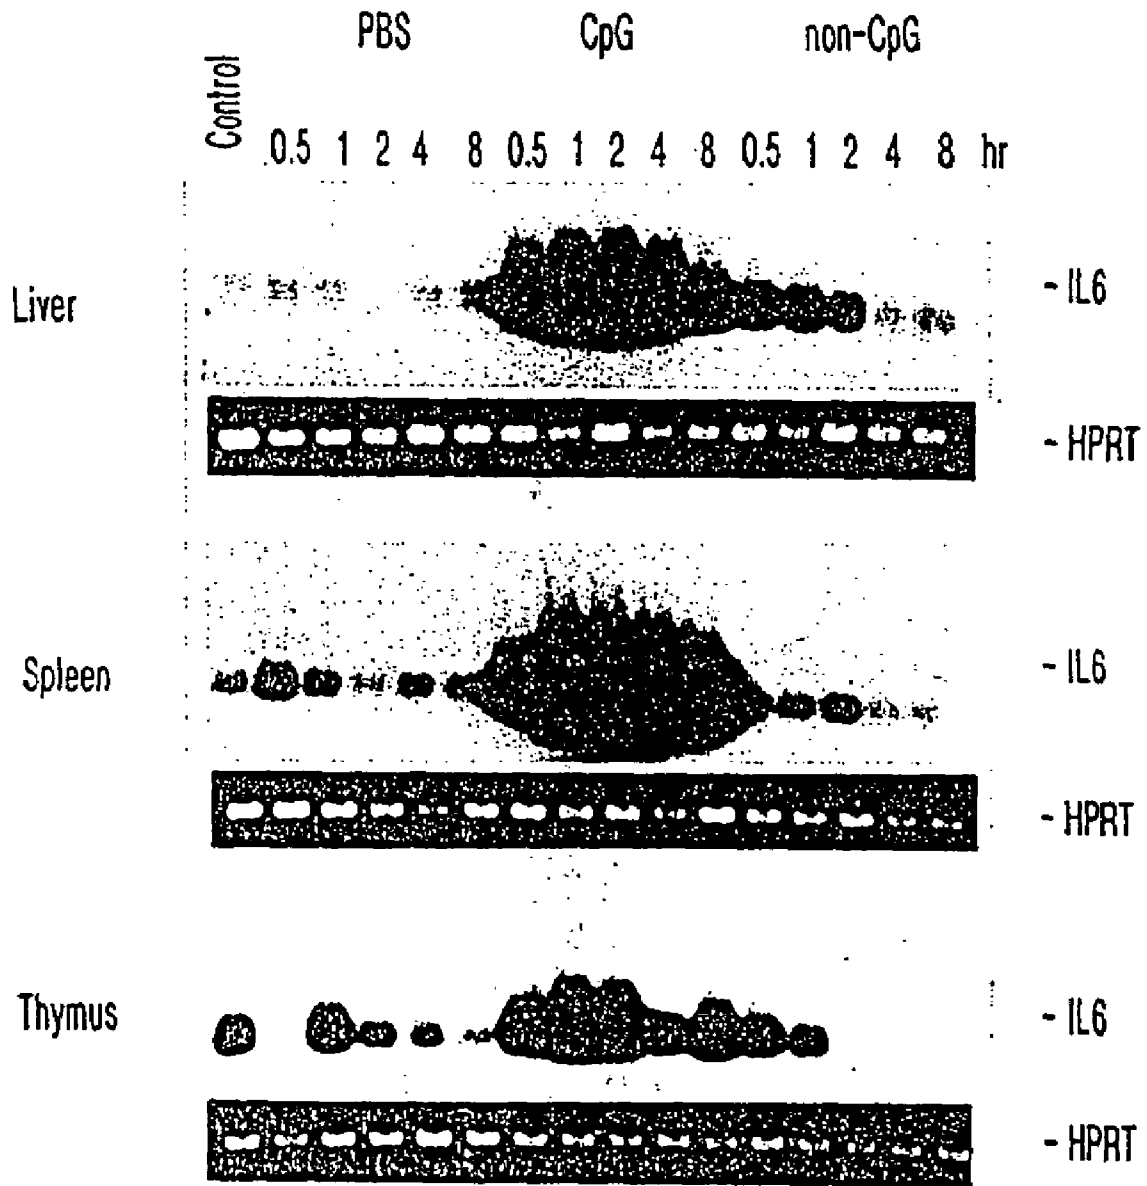 PBS CpG non-CpG
Control
0.5 1 2 4 8 0.5 1 2 4 8 0.5 1 2 4 8 hr
Liver
- IL6
- HPRT
Spleen
- IL6
- HPRT
Thymus
- IL6
- HPRT